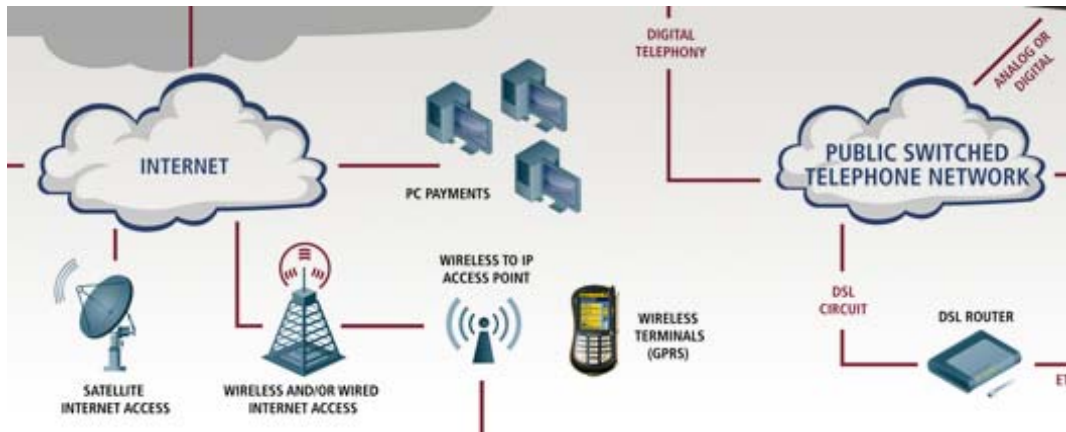 DIGITAL
TELEPHONY
ANALOG OR
DIGITAL
INTERNET
PC PAYMENTS
PUBLIC SWITCHED
TELEPHONE NETWORK
WIRELESS TO IP
ACCESS POINT
WIRELESS
TERMINALS
(GPRS)
DSL
CIRCUIT
DSL ROUTER
SATELLITE
INTERNET ACCESS
WIRELESS AND/OR WIRED
INTERNET ACCESS